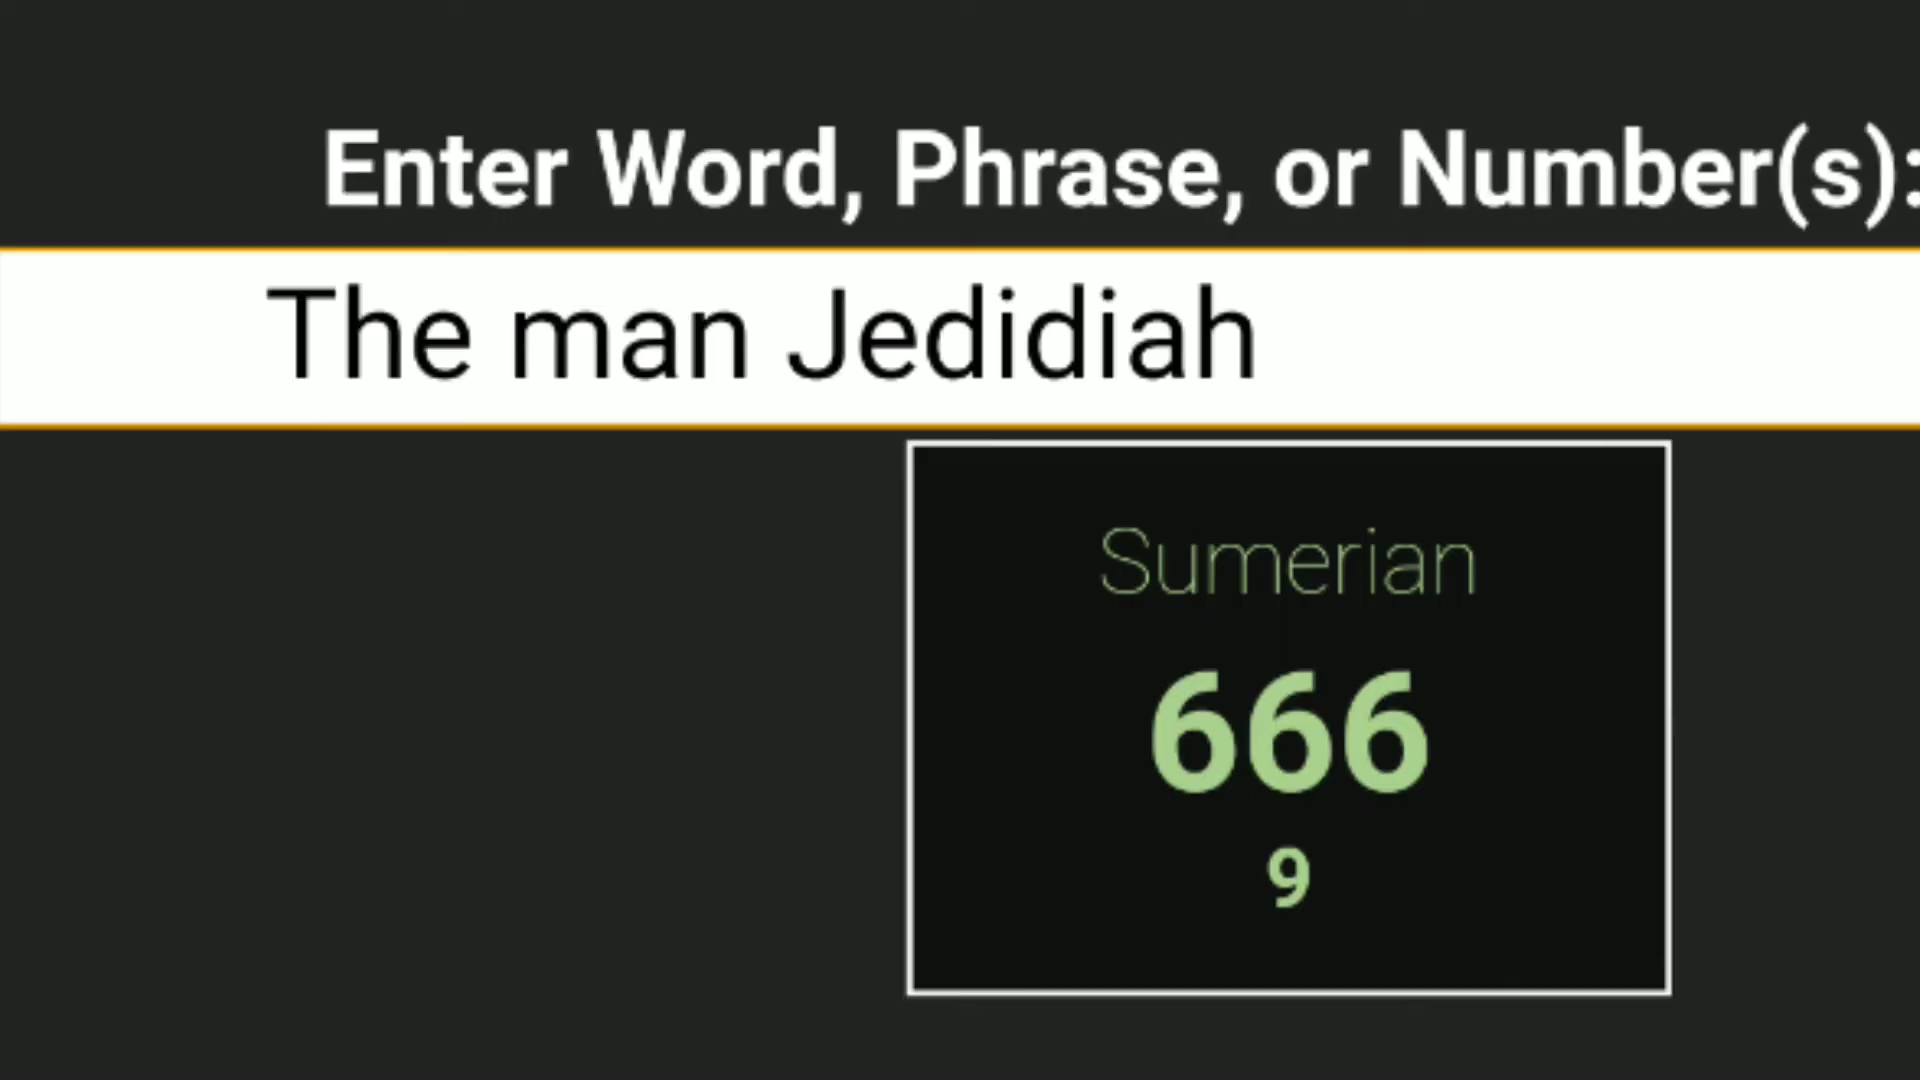 Enter Word, Phrase, or Number(s):
The man Jedidiah
Sumerian
666
9